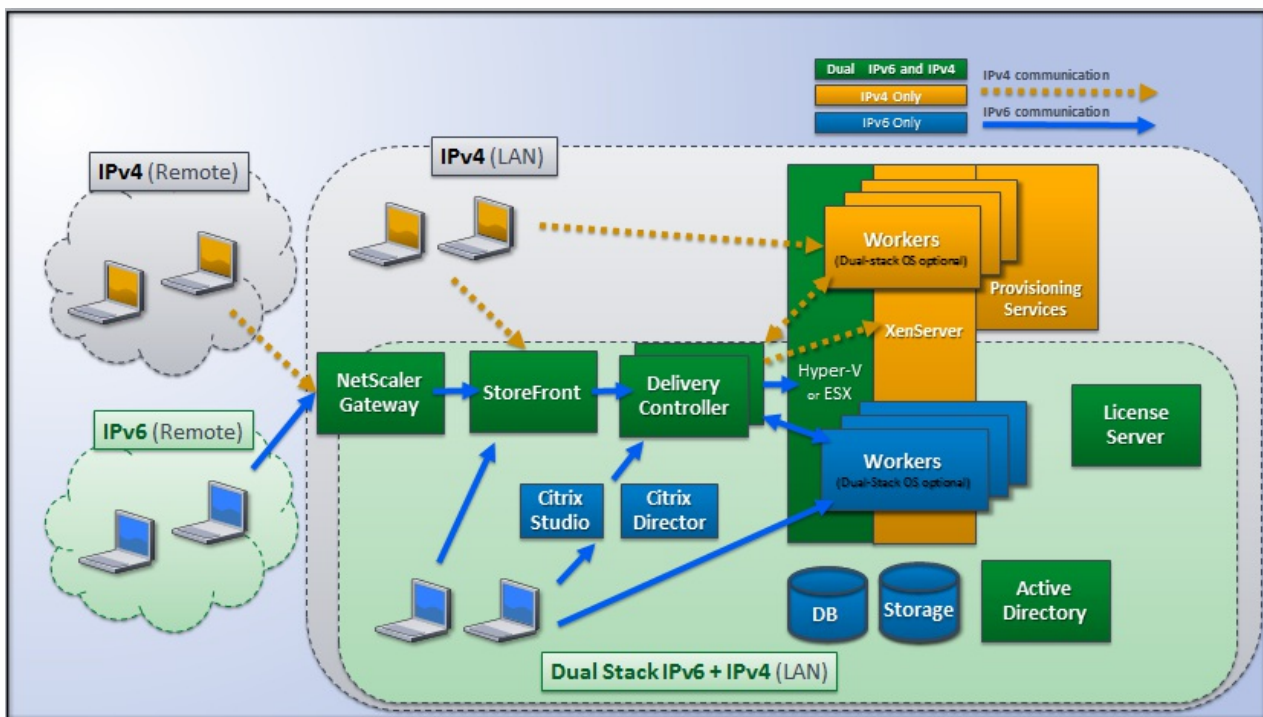 Dual IPv6 and IPv4
IPv4 Only
IPv6 Only
IPv4 communication
IPv6 communication
IPv4 (Remote)
IPv4 (LAN)
Workers
(Dual-stack OS optional)
Provisioning
Services
XenServer
NetScaler
Gateway
StoreFront
Delivery
Controller
Hyper-V
or ESX
IPv6 (Remote)
License
Server
Workers
(Dual-Stack OS optional)
Citrix
Studio
Citrix
Director
DB
Storage
Active
Directory
Dual Stack IPv6 + IPv4 (LAN)